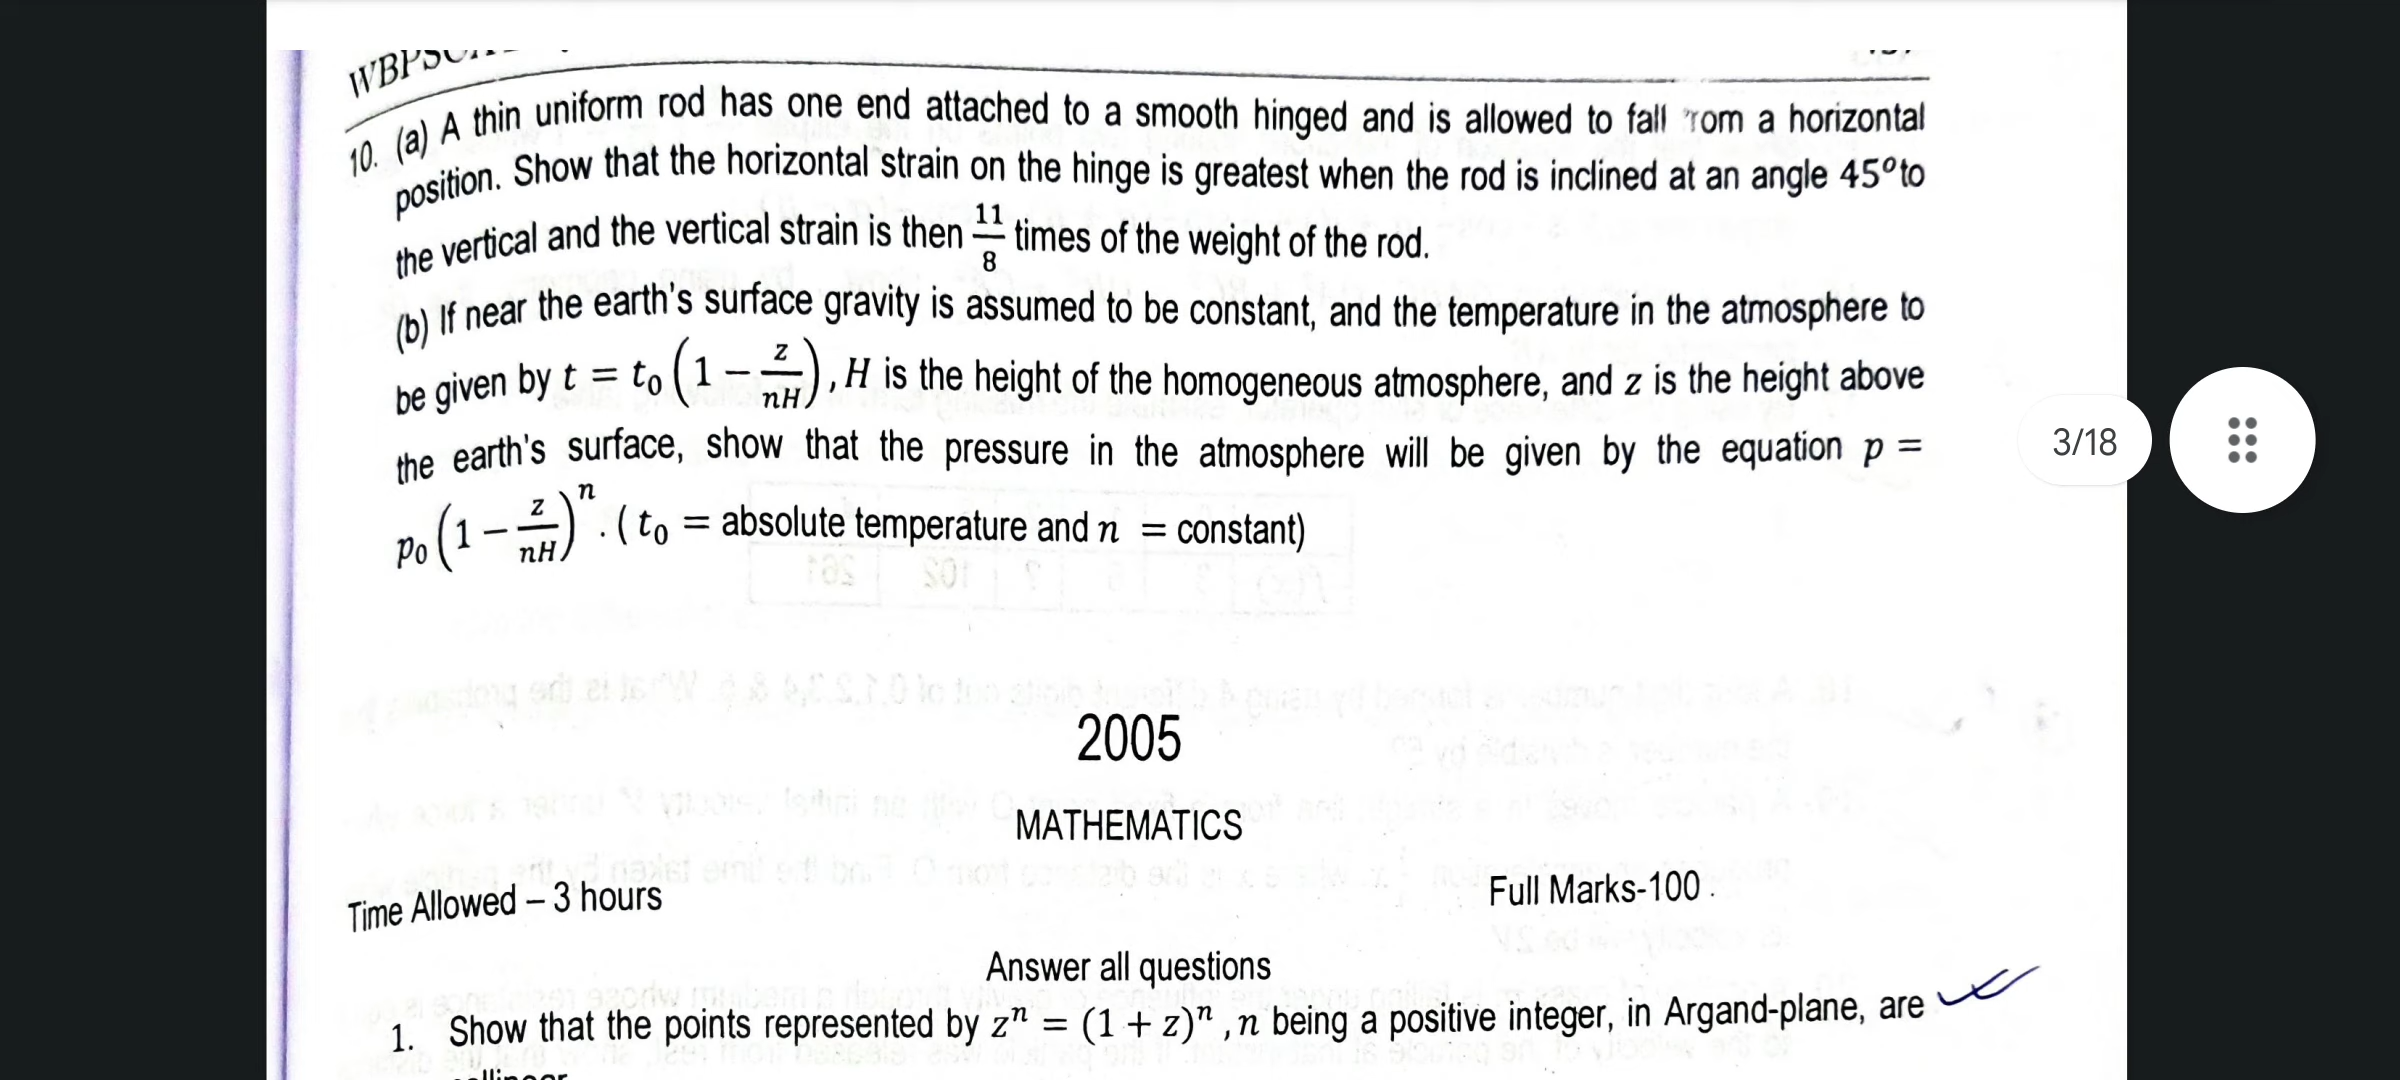 10. (a) A thin uniform rod has one end attached to a smooth hinged and is allowed to fall rom a horizontal
position. Show that the horizontal strain on the hinge is greatest when the rod is inclined at an angle 45° to
the vertical and the vertical strain is then 11/8 times of the weight of the rod.
(b) If near the earth's surface gravity is assumed to be constant, and the temperature in the atmosphere to
be given by t = t₀(1 − z/nH), H is the height of the homogeneous atmosphere, and z is the height above
the earth's surface, show that the pressure in the atmosphere will be given by the equation p =
p₀(1 − z/nH)ⁿ. ( t₀ = absolute temperature and n = constant)
3/18
2005
MATHEMATICS
Time Allowed – 3 hours Full Marks-100 .
Answer all questions
1. Show that the points represented by zⁿ = (1 + z)ⁿ , n being a positive integer, in Argand-plane, are